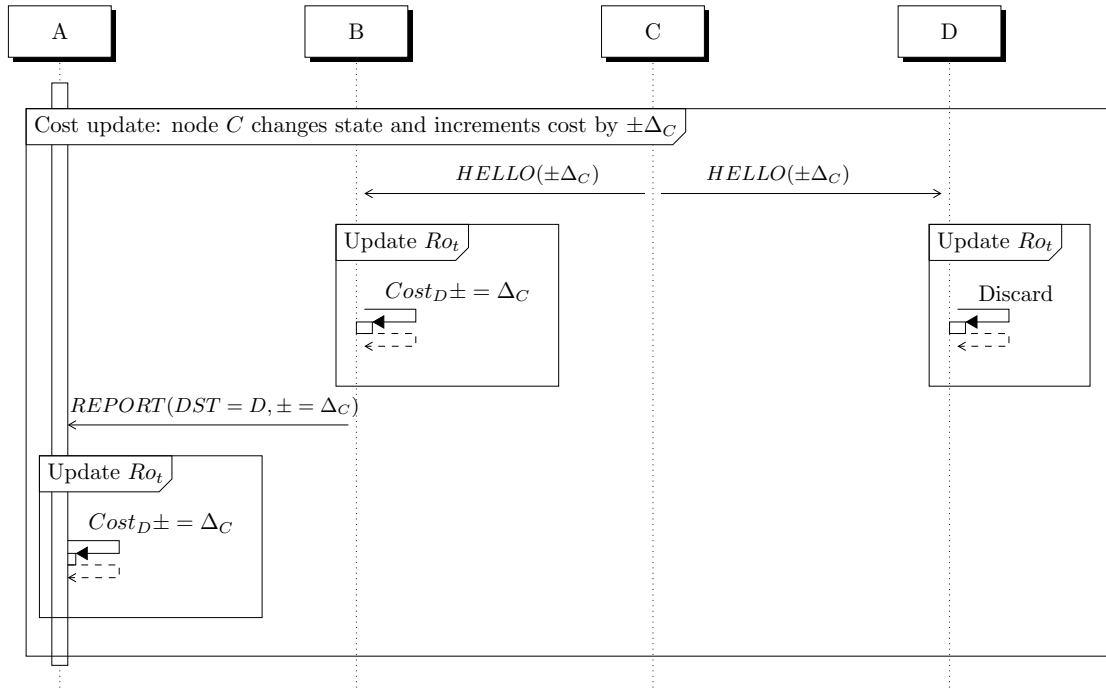 A
B
C
D
Cost update: node C changes state and increments cost by ±Δ_C
HELLO(±Δ_C)
HELLO(±Δ_C)
Update Ro_t
Update Ro_t
Cost_D± = Δ_C
Discard
REPORT(DST = D, ± = Δ_C)
Update Ro_t
Cost_D± = Δ_C